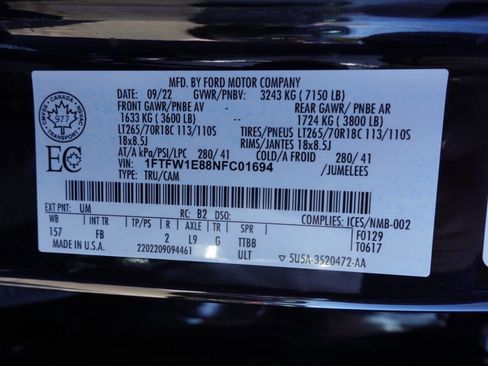 MFD. BY FORD MOTOR COMPANY
DATE: 09/22 GVWR/PNBV: 3243 KG ( 7150 LB)
FRONT GAWR/PNBE AV REAR GAWR/ PNBE AR
1633 KG ( 3600 LB) 1724 KG ( 3800 LB)
LT265/70R18C 113/110S TIRES/PNEUS LT265/70R18C 113/110S
18x8.5J RIMS/JANTES 18x8.5J
AT/A kPa/PSI/LPC 280/ 41 COLD/A FROID 280/ 41
VIN: 1FTFW1E88NFC01694 /JUMELEES
TYPE: TRU/CAM
CANADA
977
TRANSPORT
EC
EXT PNT: UM RC: B2 DSO: COMPLIES: ICES/NMB-002
WB FB TP/PS AXLE TR SPR F0129
157 2 L9 G TTBB T0617
MADE IN U.S.A. 2202209094461 ULT 5U5A-3520472-AA